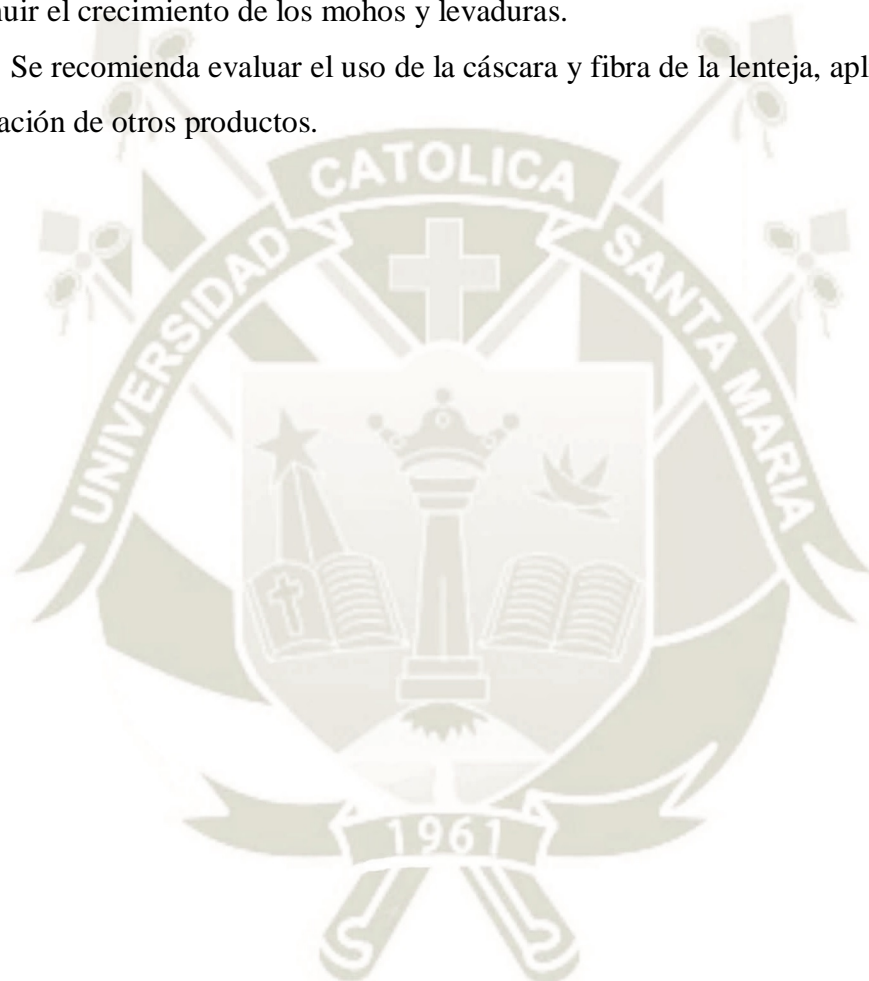 nuir el crecimiento de los mohos y levaduras.
Se recomienda evaluar el uso de la cáscara y fibra de la lenteja, apl
ación de otros productos.
UNIVERSIDAD CATOLICA SANTA MARIA
1961